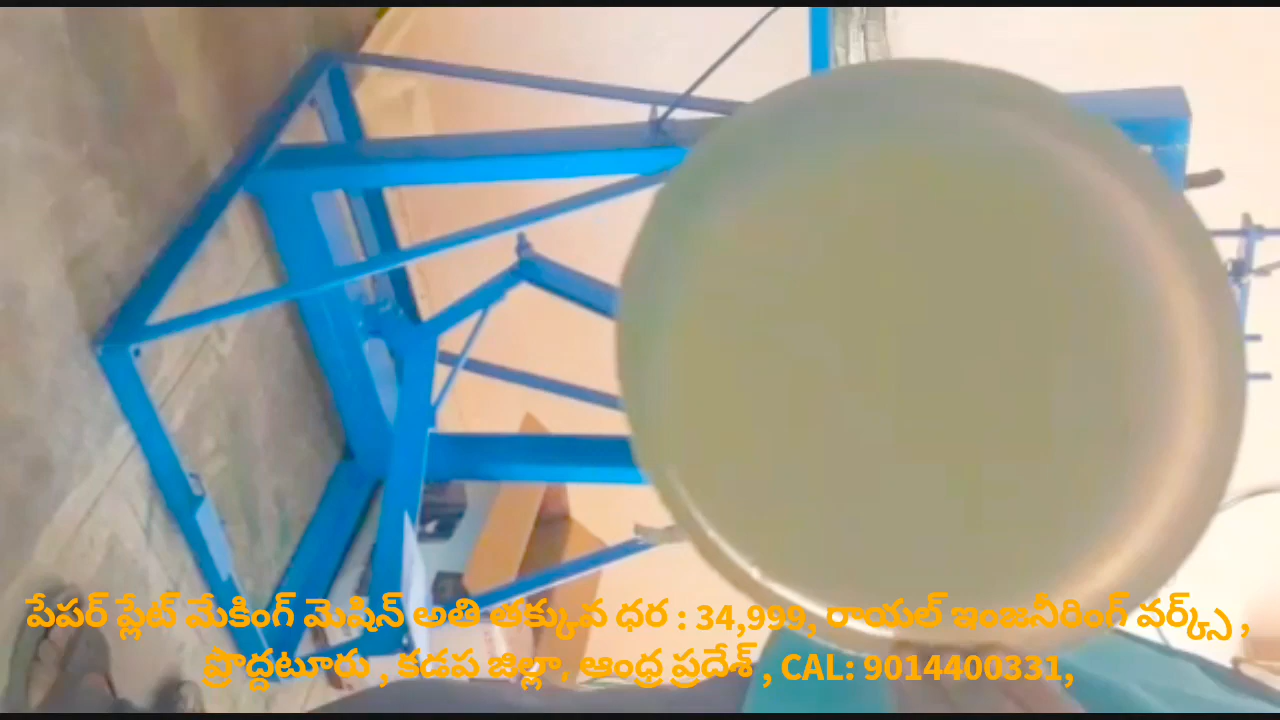 పేపర్ ప్లేట్ మేకింగ్ మెషిన్ అతి తక్కువ ధర : 34,999, రాయల్ ఇంజనీరింగ్ వర్క్స్ ,
ప్రొద్దటూరు , కడప జిల్లా, ఆంధ్ర ప్రదేశ్ , CAL: 9014400331,